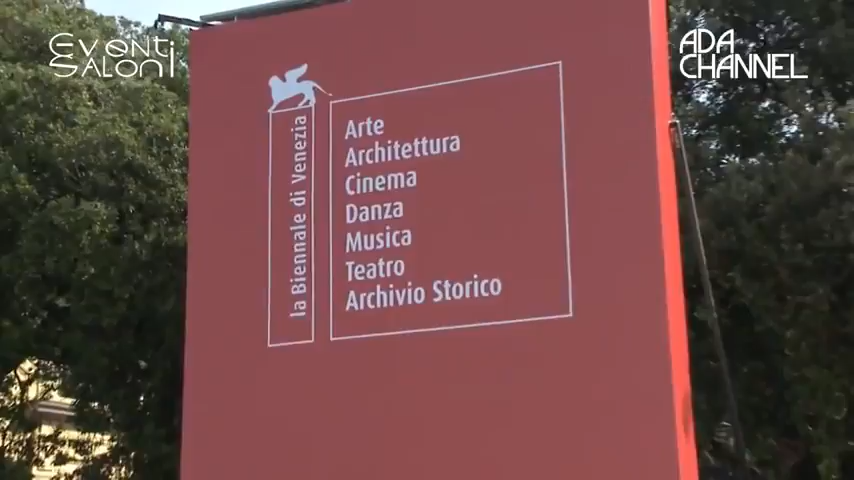 EVENTI
SALONI
ADA
CHANNEL
la Biennale di Venezia
Arte
Architettura
Cinema
Danza
Musica
Teatro
Archivio Storico